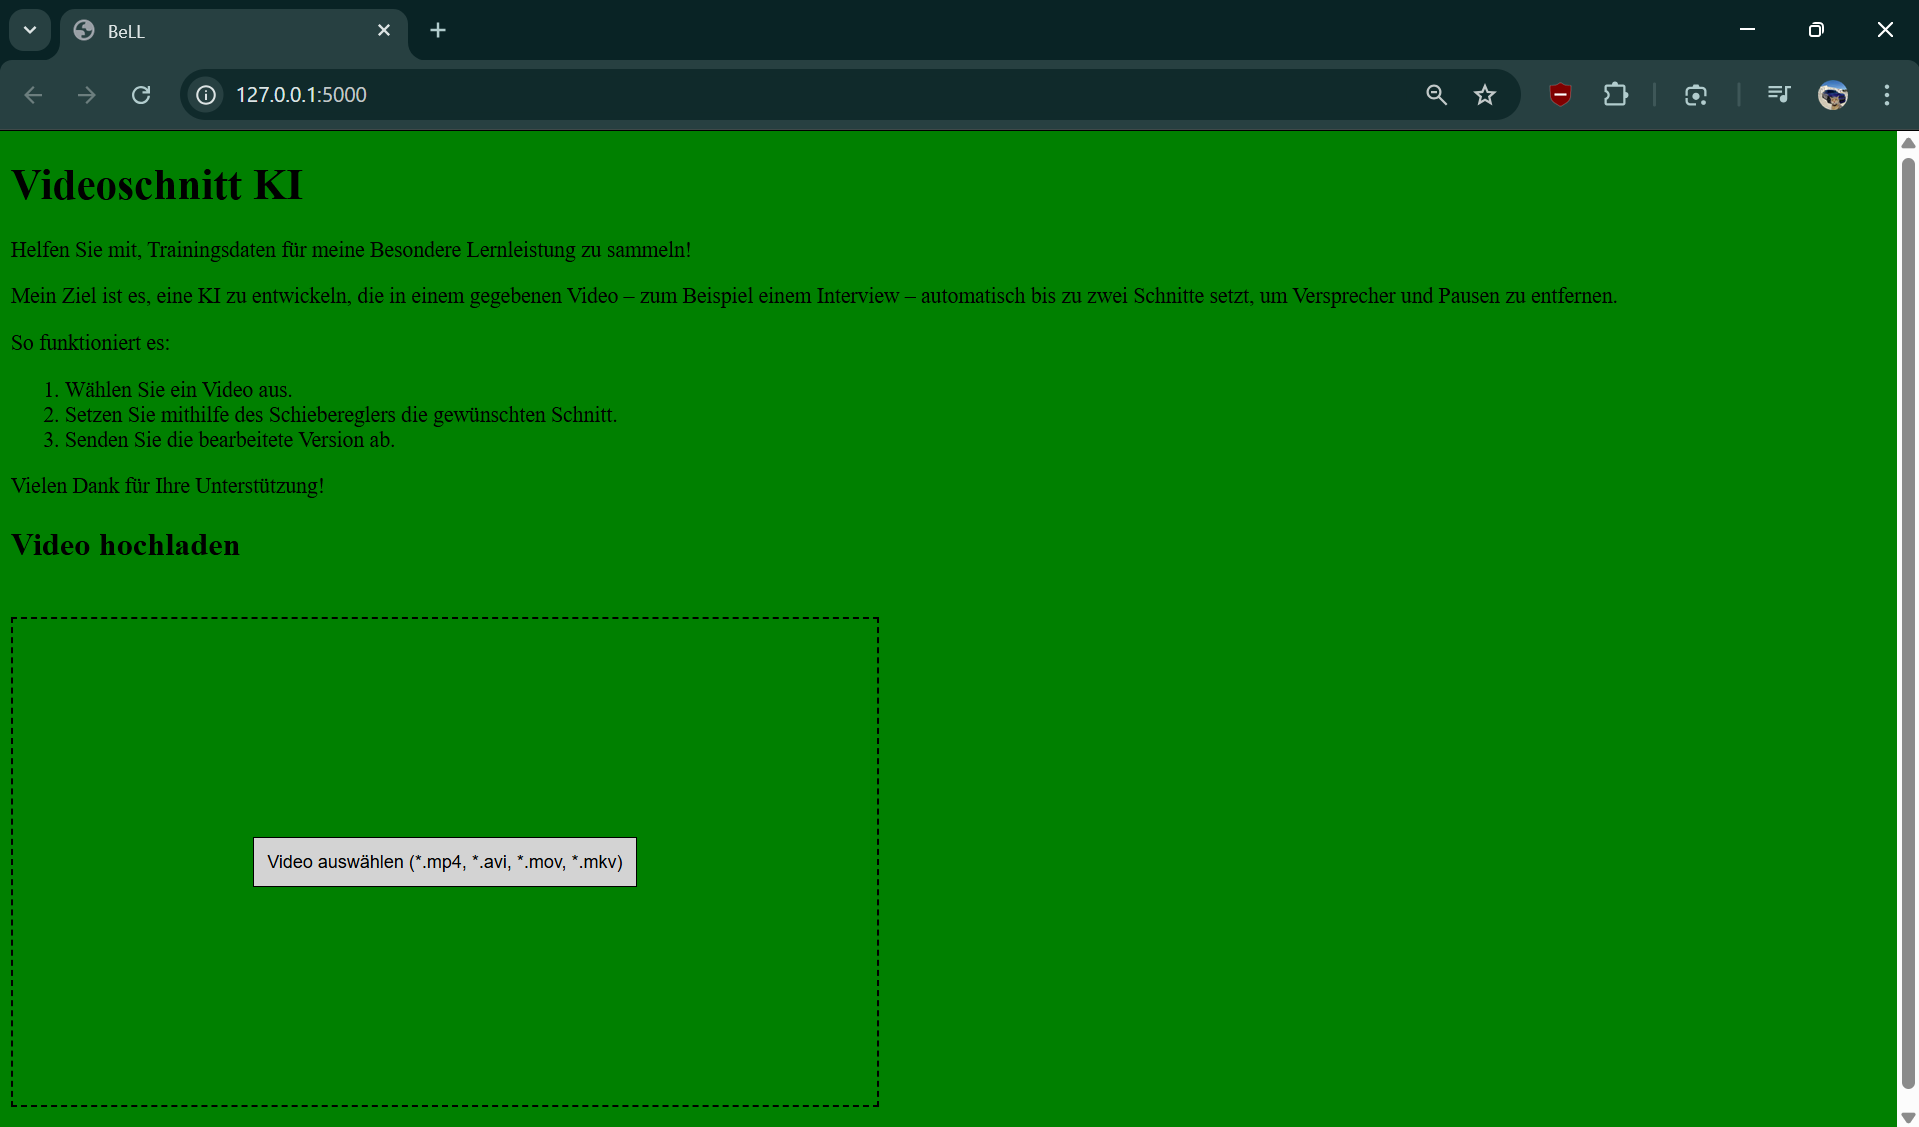 BeLL
127.0.0.1:5000
Videoschnitt KI
Helfen Sie mit, Trainingsdaten für meine Besondere Lernleistung zu sammeln!
Mein Ziel ist es, eine KI zu entwickeln, die in einem gegebenen Video – zum Beispiel einem Interview – automatisch bis zu zwei Schnitte setzt, um Versprecher und Pausen zu entfernen.
So funktioniert es:
1. Wählen Sie ein Video aus.
2. Setzen Sie mithilfe des Schiebereglers die gewünschten Schnitt.
3. Senden Sie die bearbeitete Version ab.
Vielen Dank für Ihre Unterstützung!
Video hochladen
Video auswählen (*.mp4, *.avi, *.mov, *.mkv)